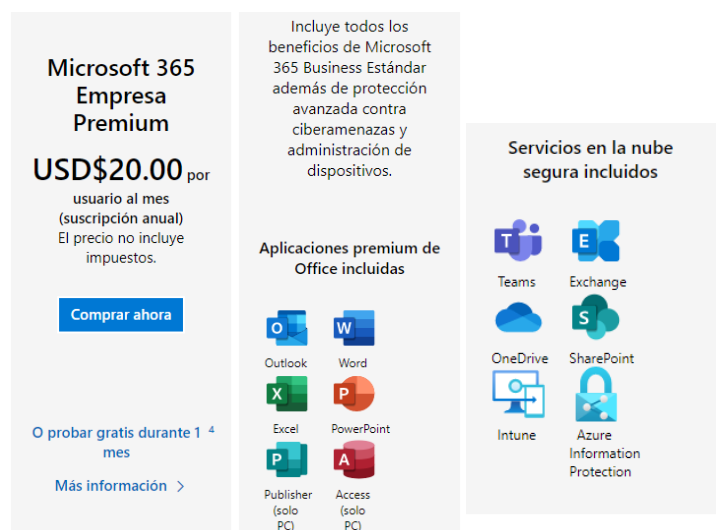 Microsoft 365
Empresa
Premium
USD$20.00 por
usuario al mes
(suscripción anual)
El precio no incluye
impuestos.
Comprar ahora
O probar gratis durante 1 4
mes
Más información >
Incluye todos los
beneficios de Microsoft
365 Business Estándar
además de protección
avanzada contra
ciberamenazas y
administración de
dispositivos.
Aplicaciones premium de
Office incluidas
O W
Outlook Word
X P
Excel PowerPoint
P A
Publisher Access
(solo (solo
PC) PC)
Servicios en la nube
segura incluidos
T E
Teams Exchange
S
OneDrive SharePoint
Intune Azure
Information
Protection